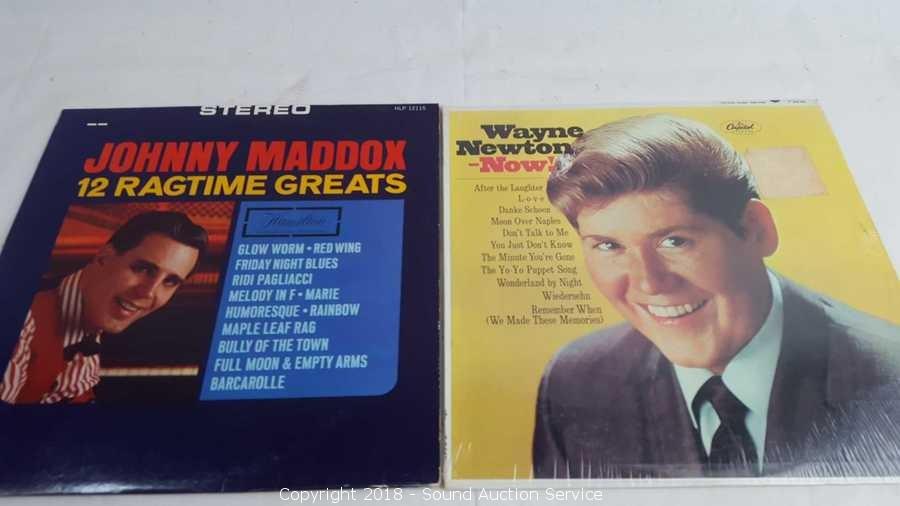 STEREO
HLP 12115
JOHNNY MADDOX
12 RAGTIME GREATS
Hamilton
GLOW WORM • RED WING
FRIDAY NIGHT BLUES
RIDI PAGLIACCI
MELODY IN F • MARIE
HUMORESQUE • RAINBOW
MAPLE LEAF RAG
BULLY OF THE TOWN
FULL MOON & EMPTY ARMS
BARCAROLLE
Capitol
Wayne
Newton
-Now!
After the Laughter
L-o-v-e
Danke Schoen
Moon Over Naples
Don't Talk to Me
You Just Don't Know
The Minute You're Gone
The Yo-Yo Puppet Song
Wonderland by Night
Wiedersehn
Remember When
(We Made These Memories)
Copyright 2018 - Sound Auction Service